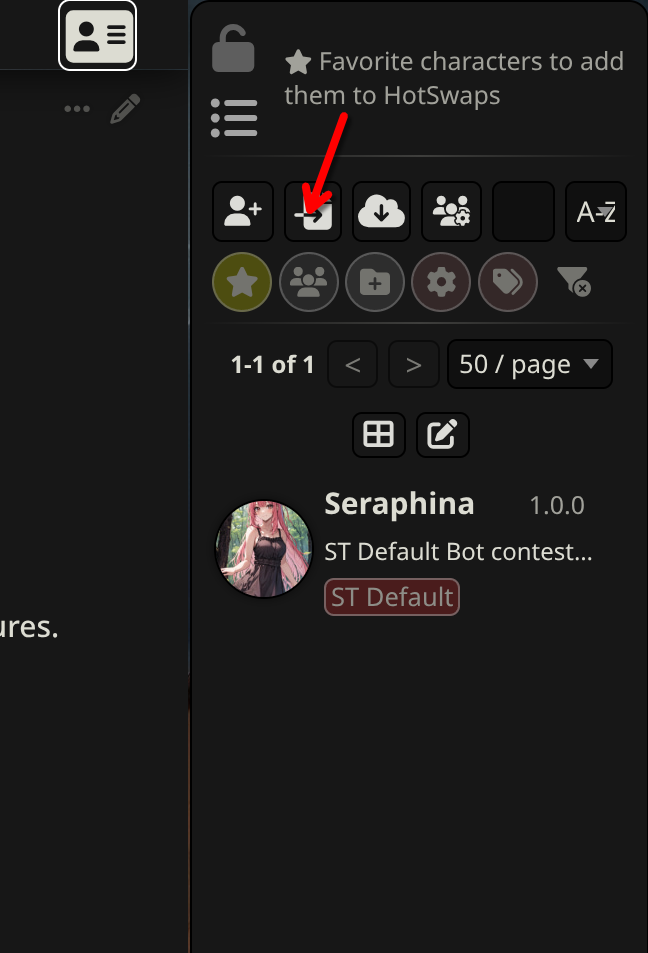 Favorite characters to add
them to HotSwaps
A-Z
1-1 of 1 < > 50 / page
Seraphina 1.0.0
ures.
ST Default Bot contest...
ST Default